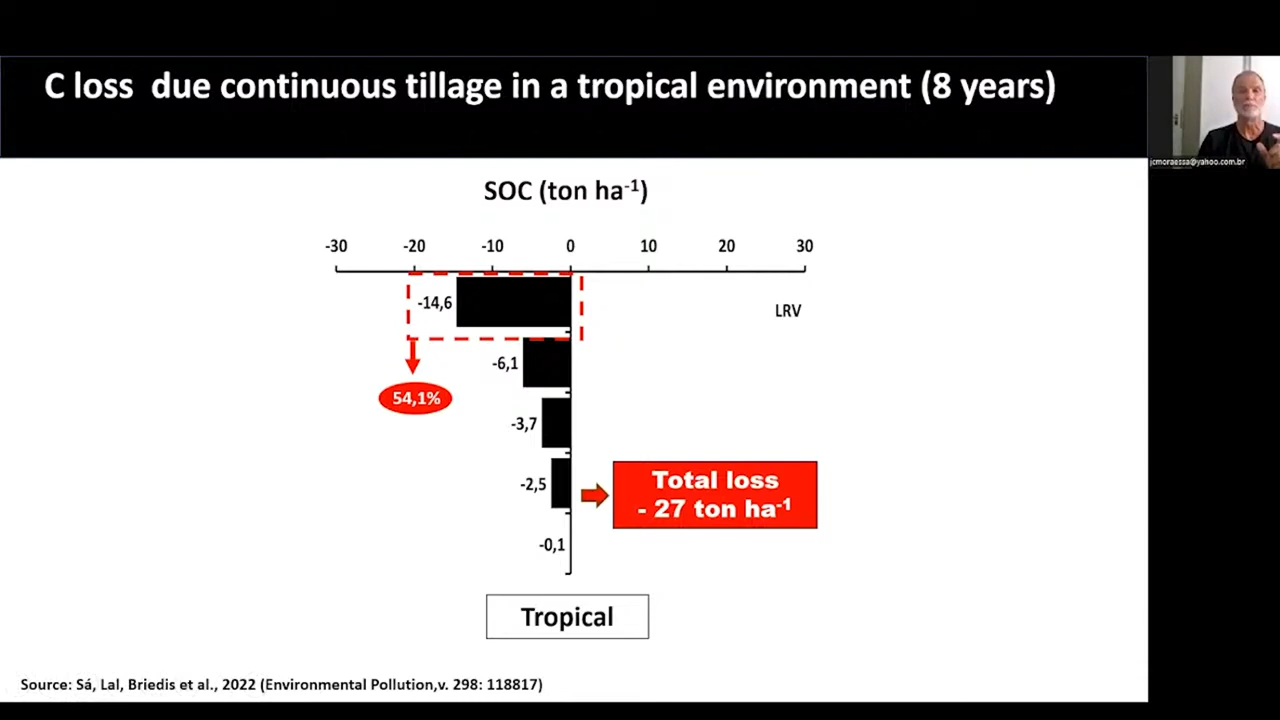 C loss due continuous tillage in a tropical environment (8 years)
jcmoraessa@yahoo.com.br
SOC (ton ha-1)
-30 -20 -10 0 10 20 30
-14,6
LRV
-6,1
54,1%
-3,7
-2,5
Total loss
- 27 ton ha-1
-0,1
Tropical
Source: Sá, Lal, Briedis et al., 2022 (Environmental Pollution,v. 298: 118817)